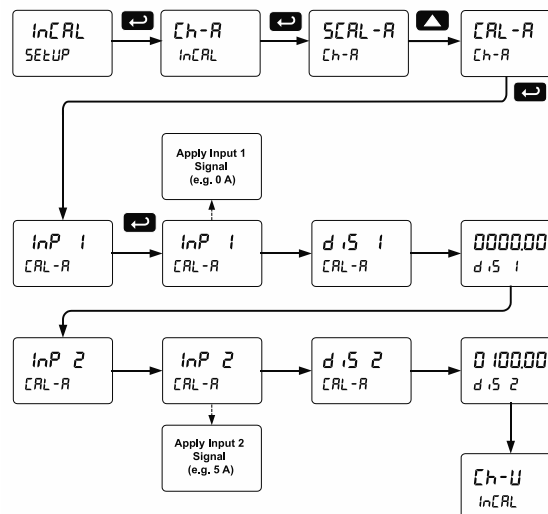 InCAL
SEtUP
Ch-A
InCAL
SCAL-A
Ch-A
CAL-A
Ch-A
Apply Input 1
Signal
(e.g. 0 A)
InP 1
CAL-A
InP 1
CAL-A
diS 1
CAL-A
0000.00
diS 1
InP 2
CAL-A
InP 2
CAL-A
diS 2
CAL-A
0100.00
diS 2
Apply Input 2
Signal
(e.g. 5 A)
Ch-U
InCAL